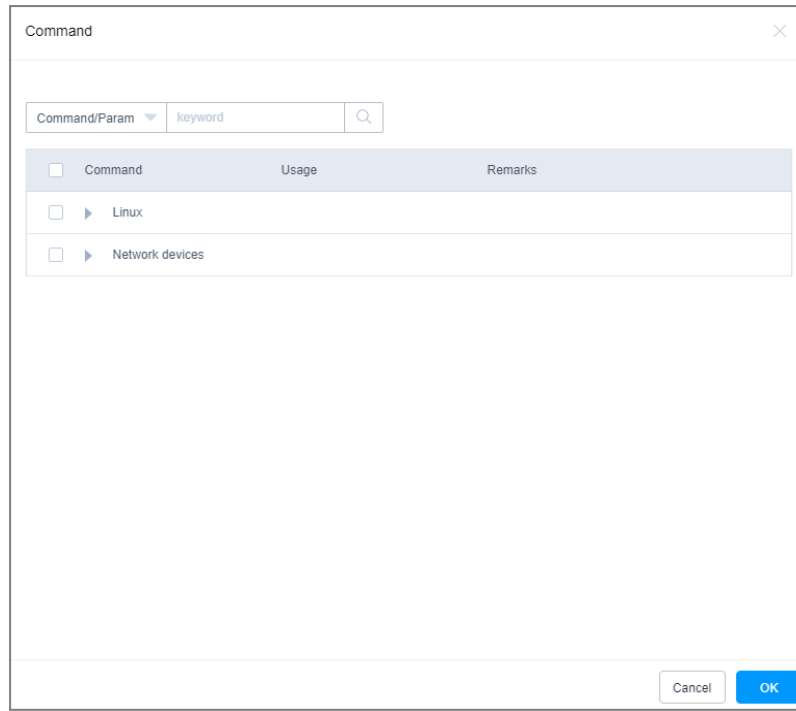 Command
Command/Param keyword
Command Usage Remarks
Linux
Network devices
Cancel OK